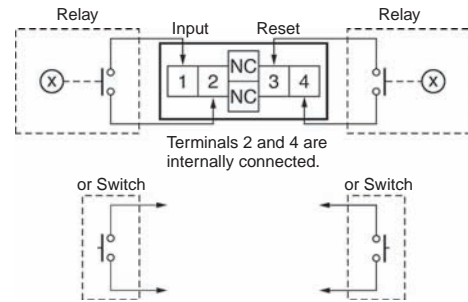 Relay
Relay
Input
Reset
X
1
2
NC
NC
3
4
X
Terminals 2 and 4 are
internally connected.
or Switch
or Switch